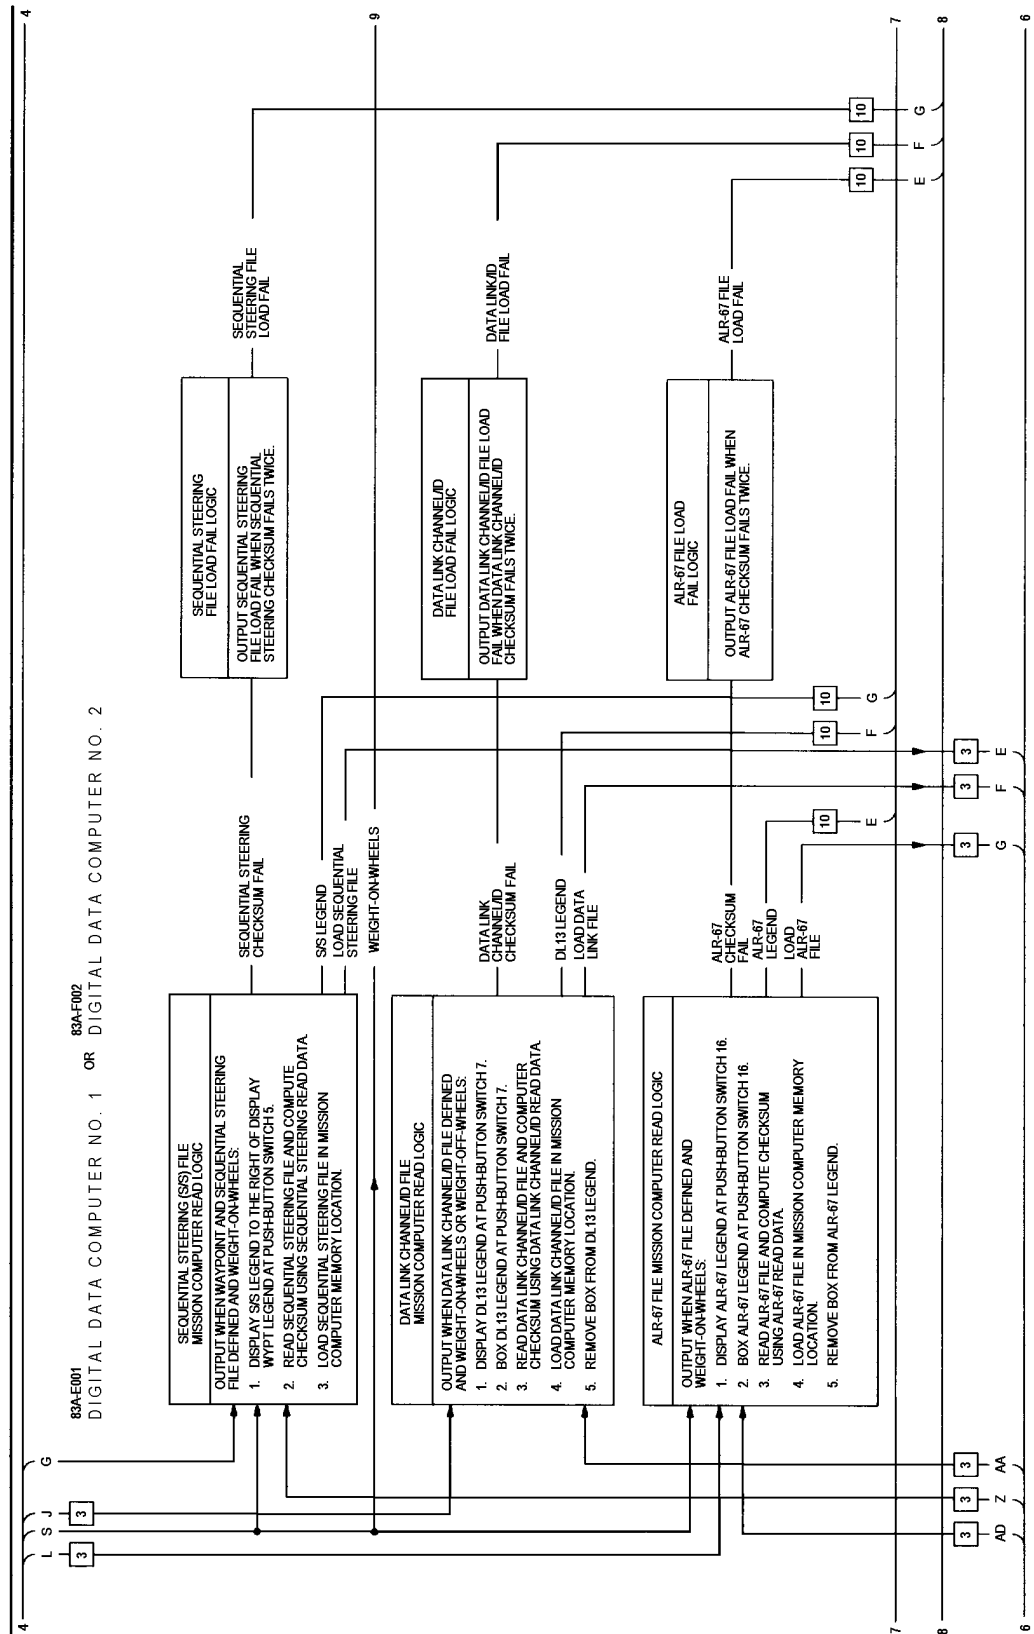 83A-E001
DIGITAL DATA COMPUTER NO. 1
OR
83A-F002
DIGITAL DATA COMPUTER NO. 2
4
4
G
J
3
S
L
3
SEQUENTIAL STEERING (S/S) FILE
MISSION COMPUTER READ LOGIC
OUTPUT WHEN WAYPOINT AND SEQUENTIAL STEERING
FILE DEFINED AND WEIGHT-ON-WHEELS:
1. DISPLAY S/S LEGEND TO THE RIGHT OF DISPLAY
WYPT LEGEND AT PUSH-BUTTON SWITCH 5.
2. READ SEQUENTIAL STEERING FILE AND COMPUTE
CHECKSUM USING SEQUENTIAL STEERING READ DATA.
3. LOAD SEQUENTIAL STEERING FILE IN MISSION
COMPUTER MEMORY LOCATION.
SEQUENTIAL STEERING
CHECKSUM FAIL
S/S LEGEND
LOAD SEQUENTIAL
STEERING FILE
WEIGHT-ON-WHEELS
9
SEQUENTIAL STEERING
FILE LOAD FAIL LOGIC
OUTPUT SEQUENTIAL STEERING
FILE LOAD FAIL WHEN SEQUENTIAL
STEERING CHECKSUM FAILS TWICE.
SEQUENTIAL
STEERING FILE
LOAD FAIL
DATA LINK CHANNEL/ID FILE
MISSION COMPUTER READ LOGIC
OUTPUT WHEN DATA LINK CHANNEL/ID FILE DEFINED
AND WEIGHT-ON-WHEELS OR WEIGHT-OFF-WHEELS:
1. DISPLAY DL13 LEGEND AT PUSH-BUTTON SWITCH 7.
2. BOX DL13 LEGEND AT PUSH-BUTTON SWITCH 7.
3. READ DATA LINK CHANNEL/ID FILE AND COMPUTER
CHECKSUM USING DATA LINK CHANNEL/ID READ DATA.
4. LOAD DATA LINK CHANNEL/ID FILE IN MISSION
COMPUTER MEMORY LOCATION.
5. REMOVE BOX FROM DL13 LEGEND.
DATA LINK
CHANNEL/ID
CHECKSUM FAIL
DL13 LEGEND
LOAD DATA
LINK FILE
DATA LINK CHANNEL/ID
FILE LOAD FAIL LOGIC
OUTPUT DATA LINK CHANNEL/ID FILE LOAD
FAIL WHEN DATA LINK CHANNEL/ID
CHECKSUM FAILS TWICE.
DATA LINK/ID
FILE LOAD FAIL
ALR-67 FILE MISSION COMPUTER READ LOGIC
OUTPUT WHEN ALR-67 FILE DEFINED AND
WEIGHT-ON-WHEELS:
1. DISPLAY ALR-67 LEGEND AT PUSH-BUTTON SWITCH 16.
2. BOX ALR-67 LEGEND AT PUSH-BUTTON SWITCH 16.
3. READ ALR-67 FILE AND COMPUTE CHECKSUM
USING ALR-67 READ DATA.
4. LOAD ALR-67 FILE IN MISSION COMPUTER MEMORY
LOCATION.
5. REMOVE BOX FROM ALR-67 LEGEND.
ALR-67
CHECKSUM
FAIL
ALR-67
LEGEND
LOAD
ALR-67
FILE
ALR-67 FILE LOAD
FAIL LOGIC
OUTPUT ALR-67 FILE LOAD FAIL WHEN
ALR-67 CHECKSUM FAILS TWICE.
ALR-67 FILE
LOAD FAIL
10
E
10
F
10
G
10
E
10
F
10
G
7
7
8
8
3
AD
3
Z
3
AA
3
G
3
F
3
E
6
6